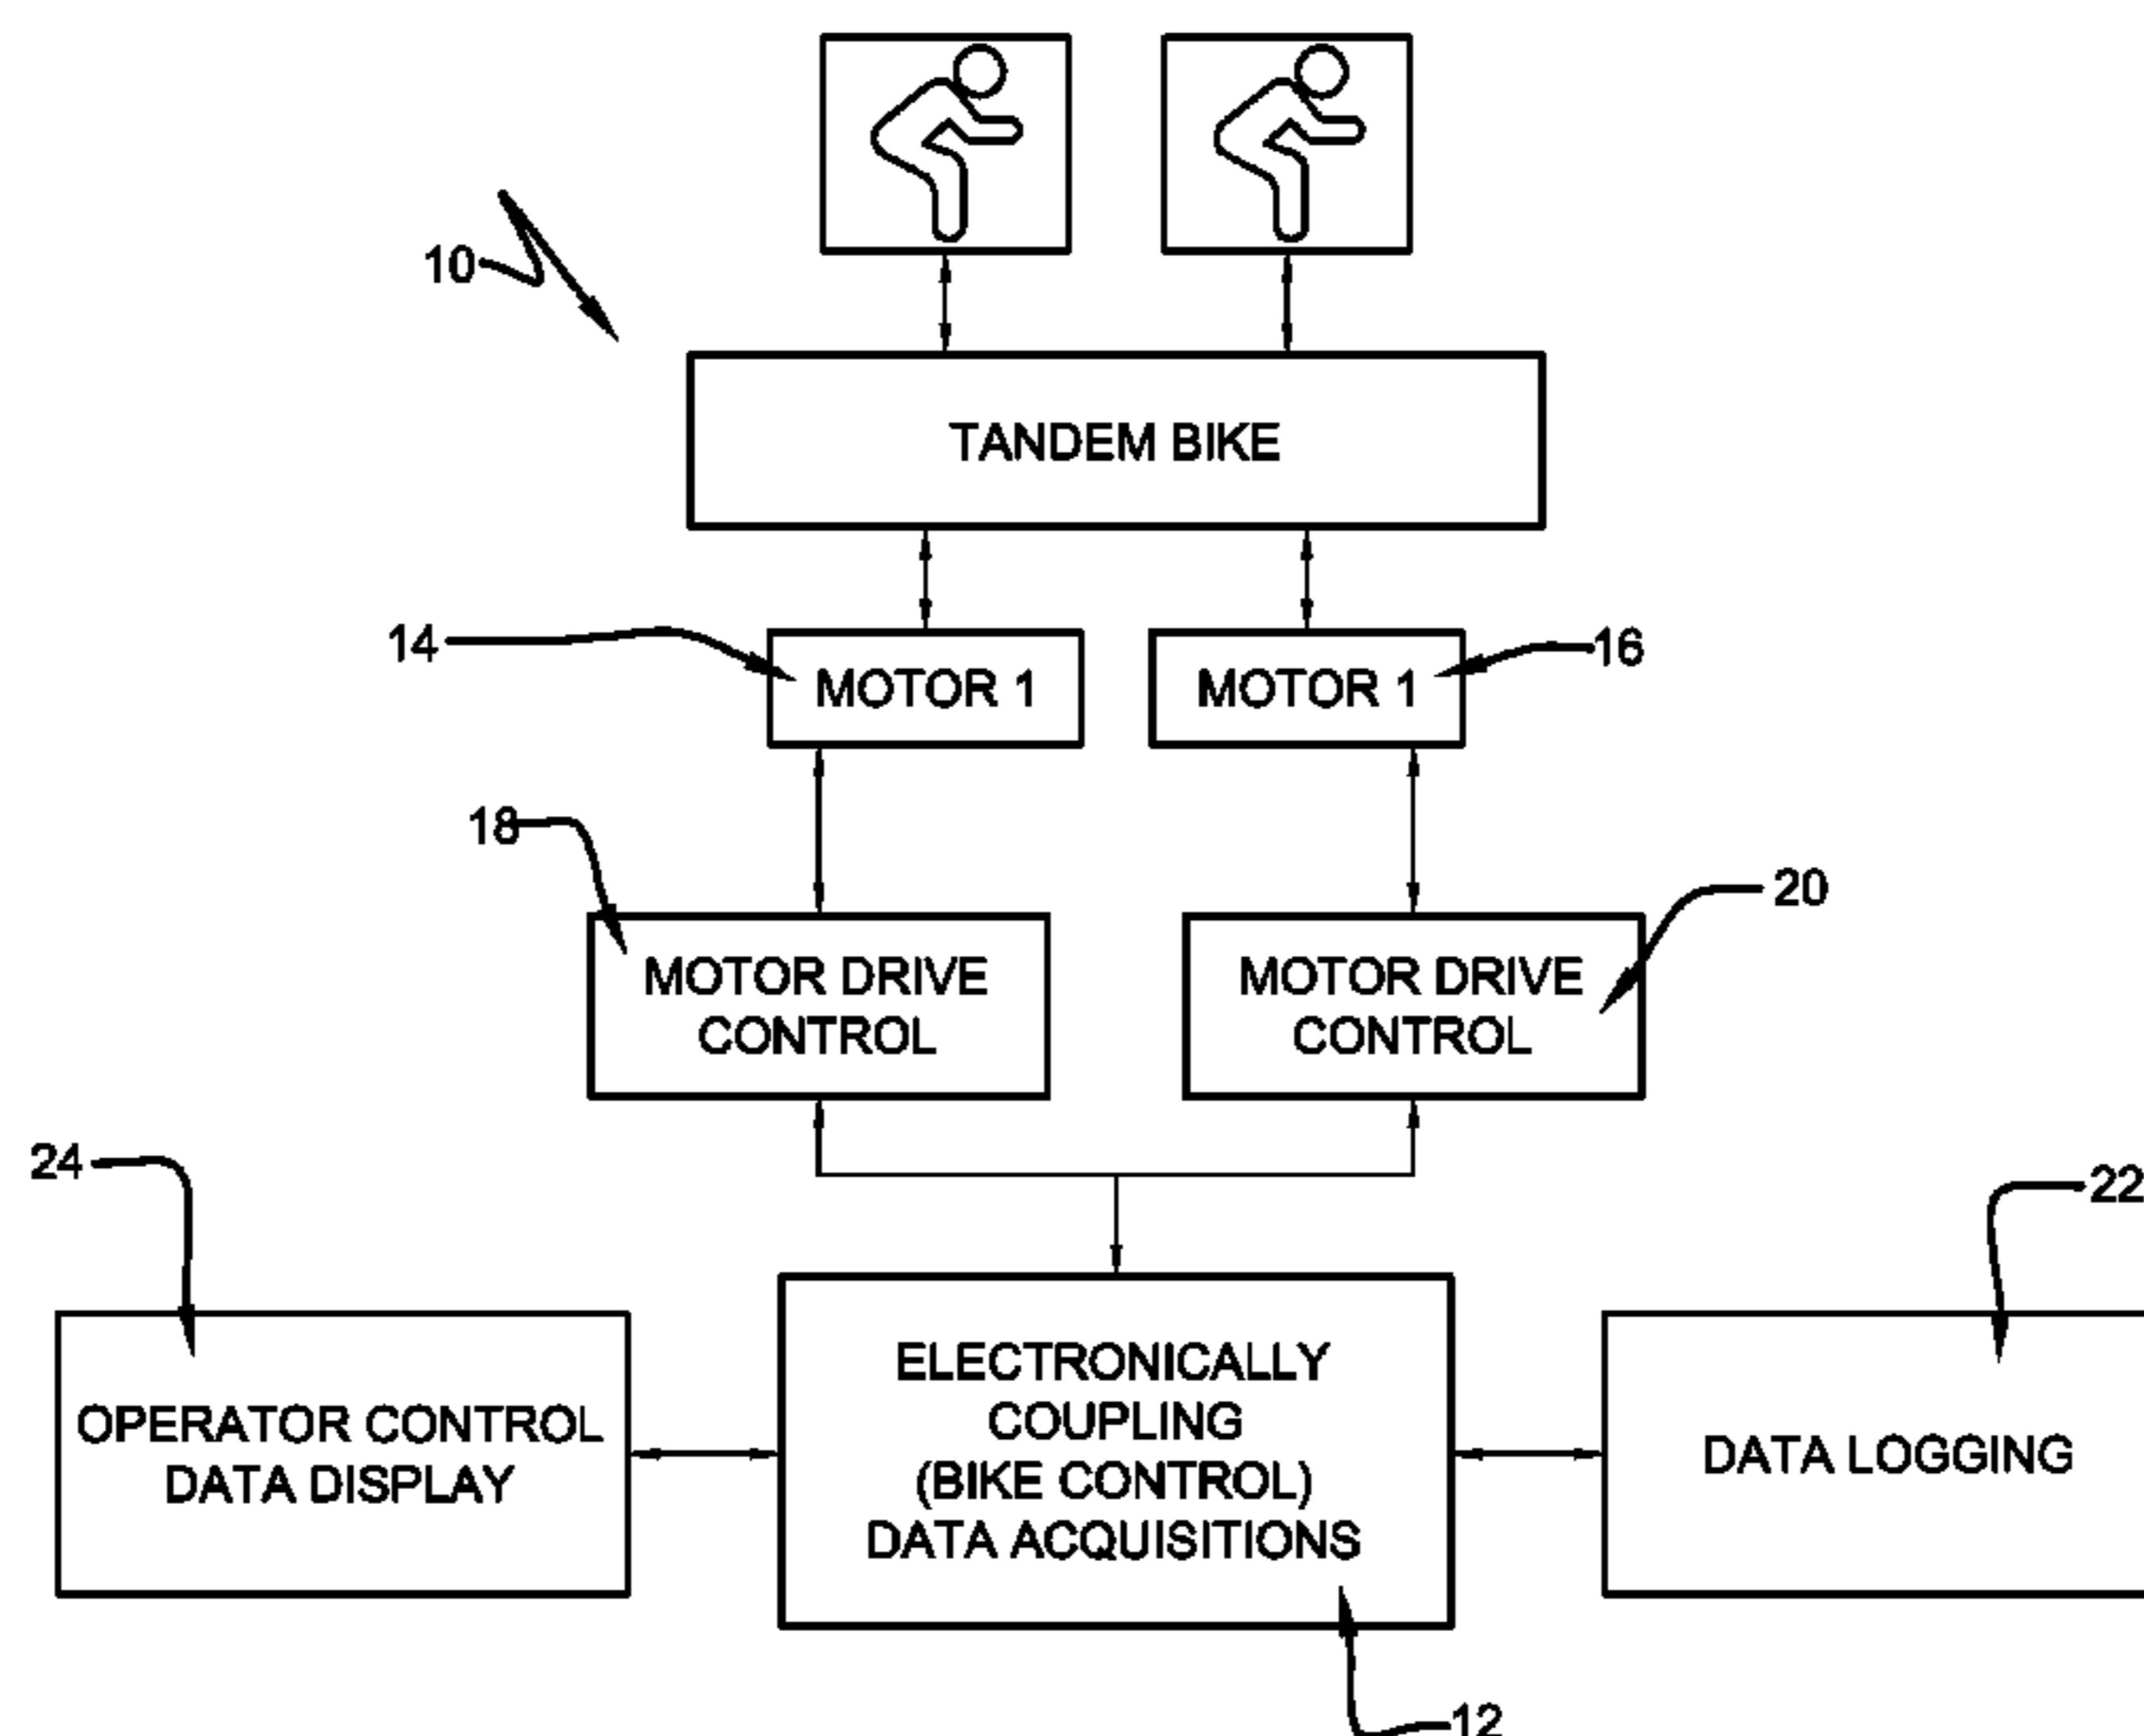 10
TANDEM BIKE
14
MOTOR 1
MOTOR 1
16
18
MOTOR DRIVE
CONTROL
MOTOR DRIVE
CONTROL
20
24
22
OPERATOR CONTROL
DATA DISPLAY
ELECTRONICALLY
COUPLING
(BIKE CONTROL)
DATA ACQUISITIONS
DATA LOGGING
12